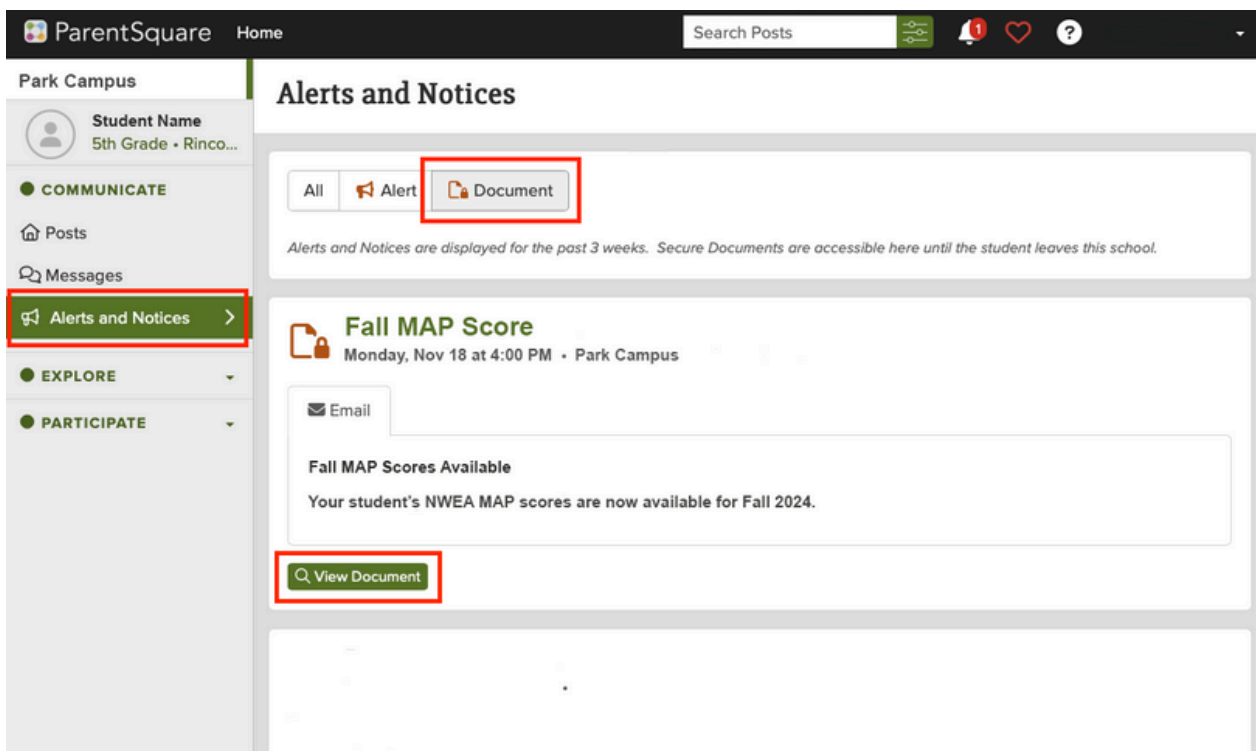 ParentSquare Home Search Posts 1 ?
Park Campus
Student Name
5th Grade • Rinco...
COMMUNICATE
Posts
Messages
Alerts and Notices
EXPLORE
PARTICIPATE
Alerts and Notices
All Alert Document
Alerts and Notices are displayed for the past 3 weeks. Secure Documents are accessible here until the student leaves this school.
Fall MAP Score
Monday, Nov 18 at 4:00 PM • Park Campus
Email
Fall MAP Scores Available
Your student's NWEA MAP scores are now available for Fall 2024.
View Document